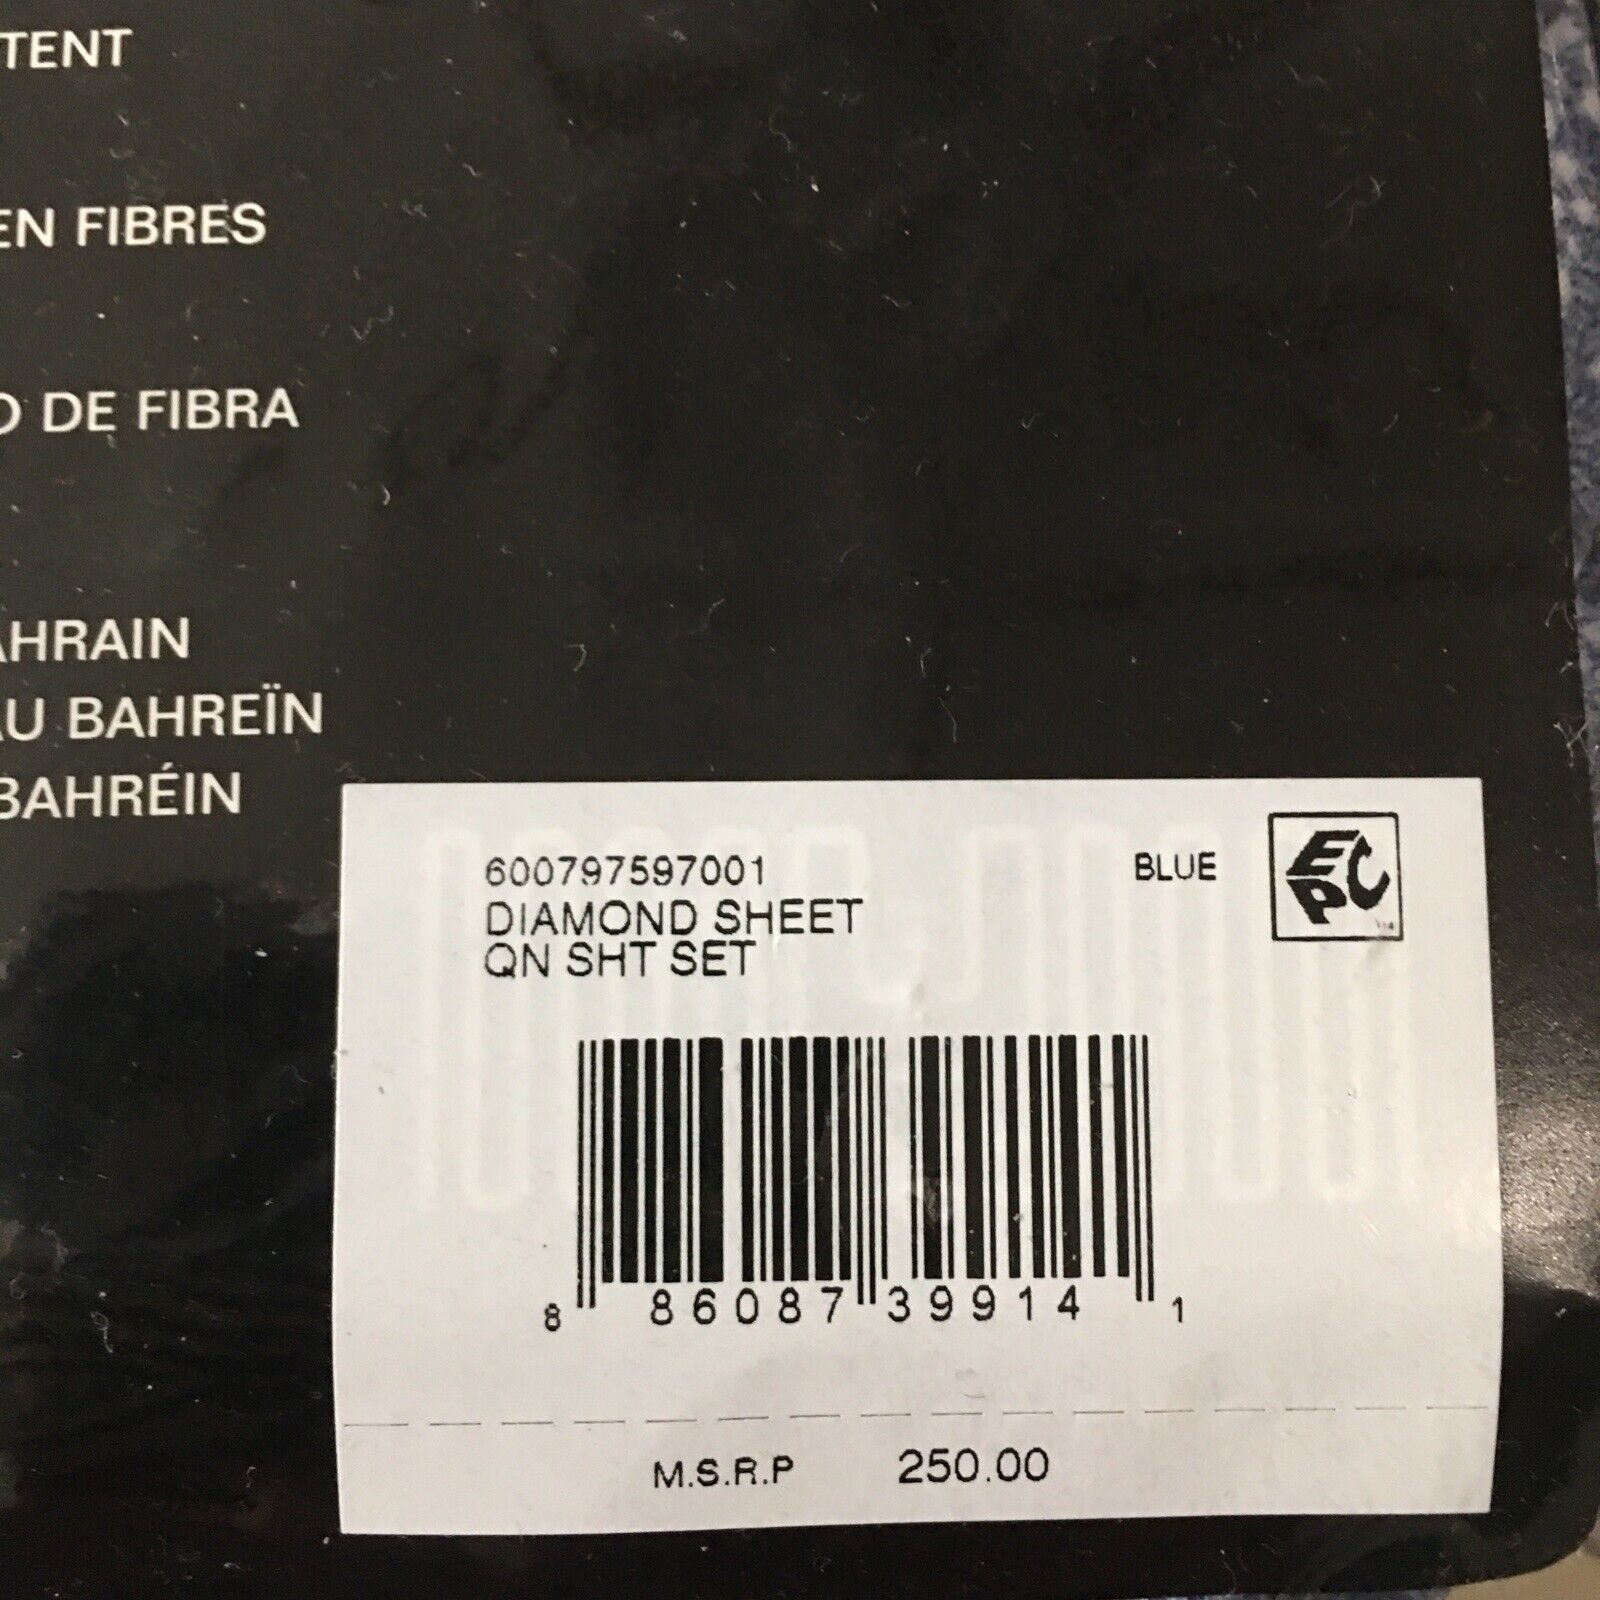 TENT
EN FIBRES
O DE FIBRA
AHRAIN
AU BAHREÏN
BAHRÉIN
600797597001
BLUE
EPC
DIAMOND SHEET
QN SHT SET
8 86087 39914 1
M.S.R.P 250.00